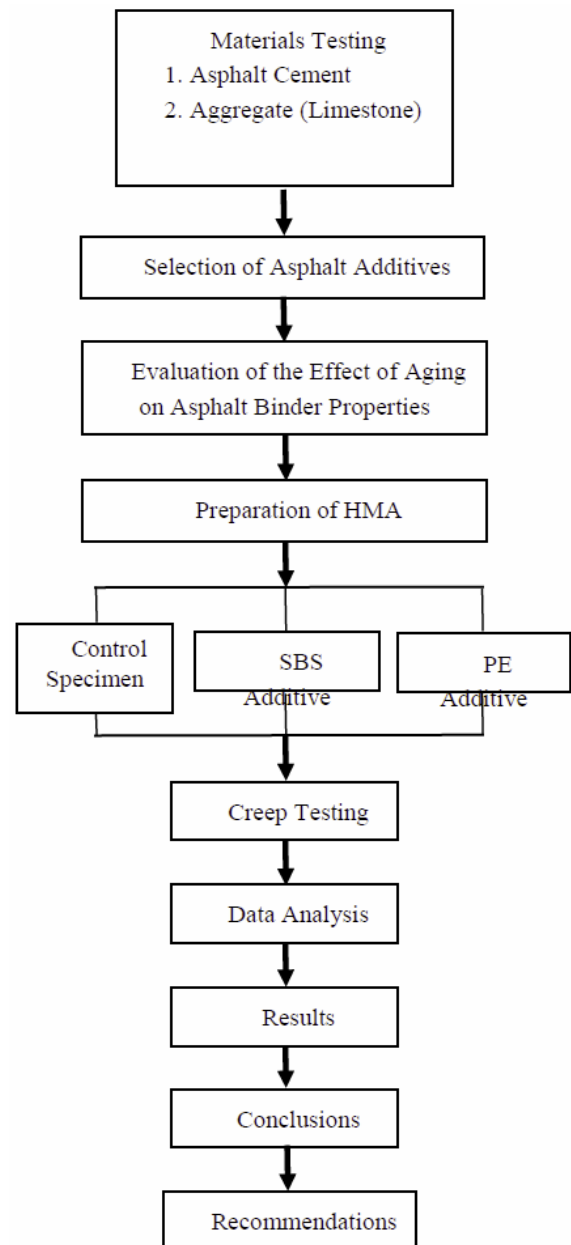 Materials Testing
1. Asphalt Cement
2. Aggregate (Limestone)
Selection of Asphalt Additives
Evaluation of the Effect of Aging
on Asphalt Binder Properties
Preparation of HMA
Control
Specimen
SBS
Additive
PE
Additive
Creep Testing
Data Analysis
Results
Conclusions
Recommendations